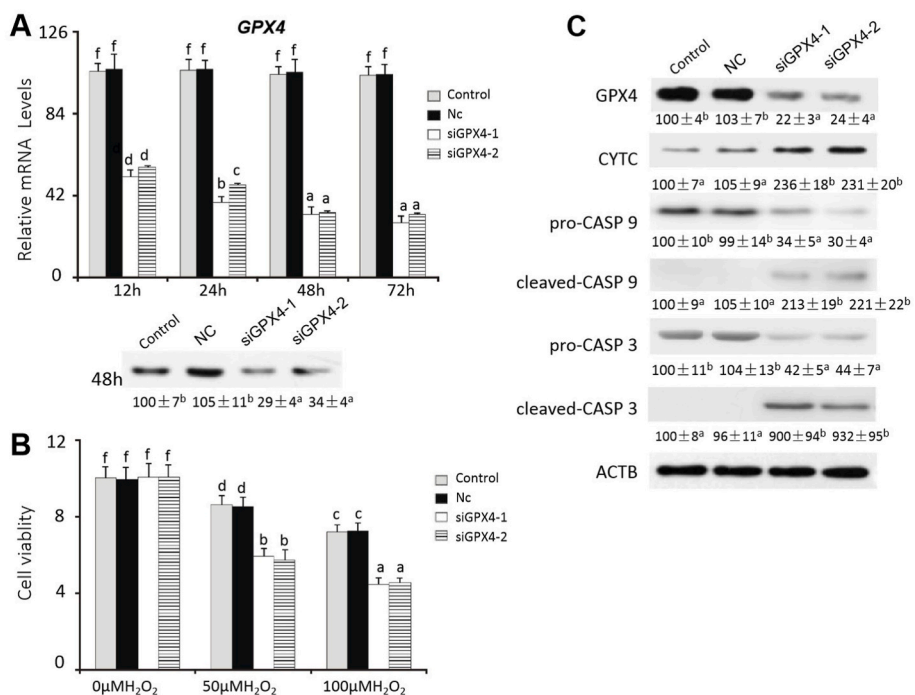 A
GPX4
Relative mRNA Levels
126
84
42
0
f f
f f
f f
f f
d d
b c
a a
a a
Control
Nc
siGPX4-1
siGPX4-2
12h 24h 48h 72h
Control NC siGPX4-1 siGPX4-2
48h
100±7ᵇ 105±11ᵇ 29±4ᵃ 34±4ᵃ
B
Cell viablity
12
8
4
0
f f f f
d d b b
c c a a
Control
Nc
siGPX4-1
siGPX4-2
0μMH₂O₂ 50μMH₂O₂ 100μMH₂O₂
C
Control NC siGPX4-1 siGPX4-2
GPX4
100±4ᵇ 103±7ᵇ 22±3ᵃ 24±4ᵃ
CYTC
100±7ᵃ 105±9ᵃ 236±18ᵇ 231±20ᵇ
pro-CASP 9
100±10ᵇ 99±14ᵇ 34±5ᵃ 30±4ᵃ
cleaved-CASP 9
100±9ᵃ 105±10ᵃ 213±19ᵇ 221±22ᵇ
pro-CASP 3
100±11ᵇ 104±13ᵇ 42±5ᵃ 44±7ᵃ
cleaved-CASP 3
100±8ᵃ 96±11ᵃ 900±94ᵇ 932±95ᵇ
ACTB